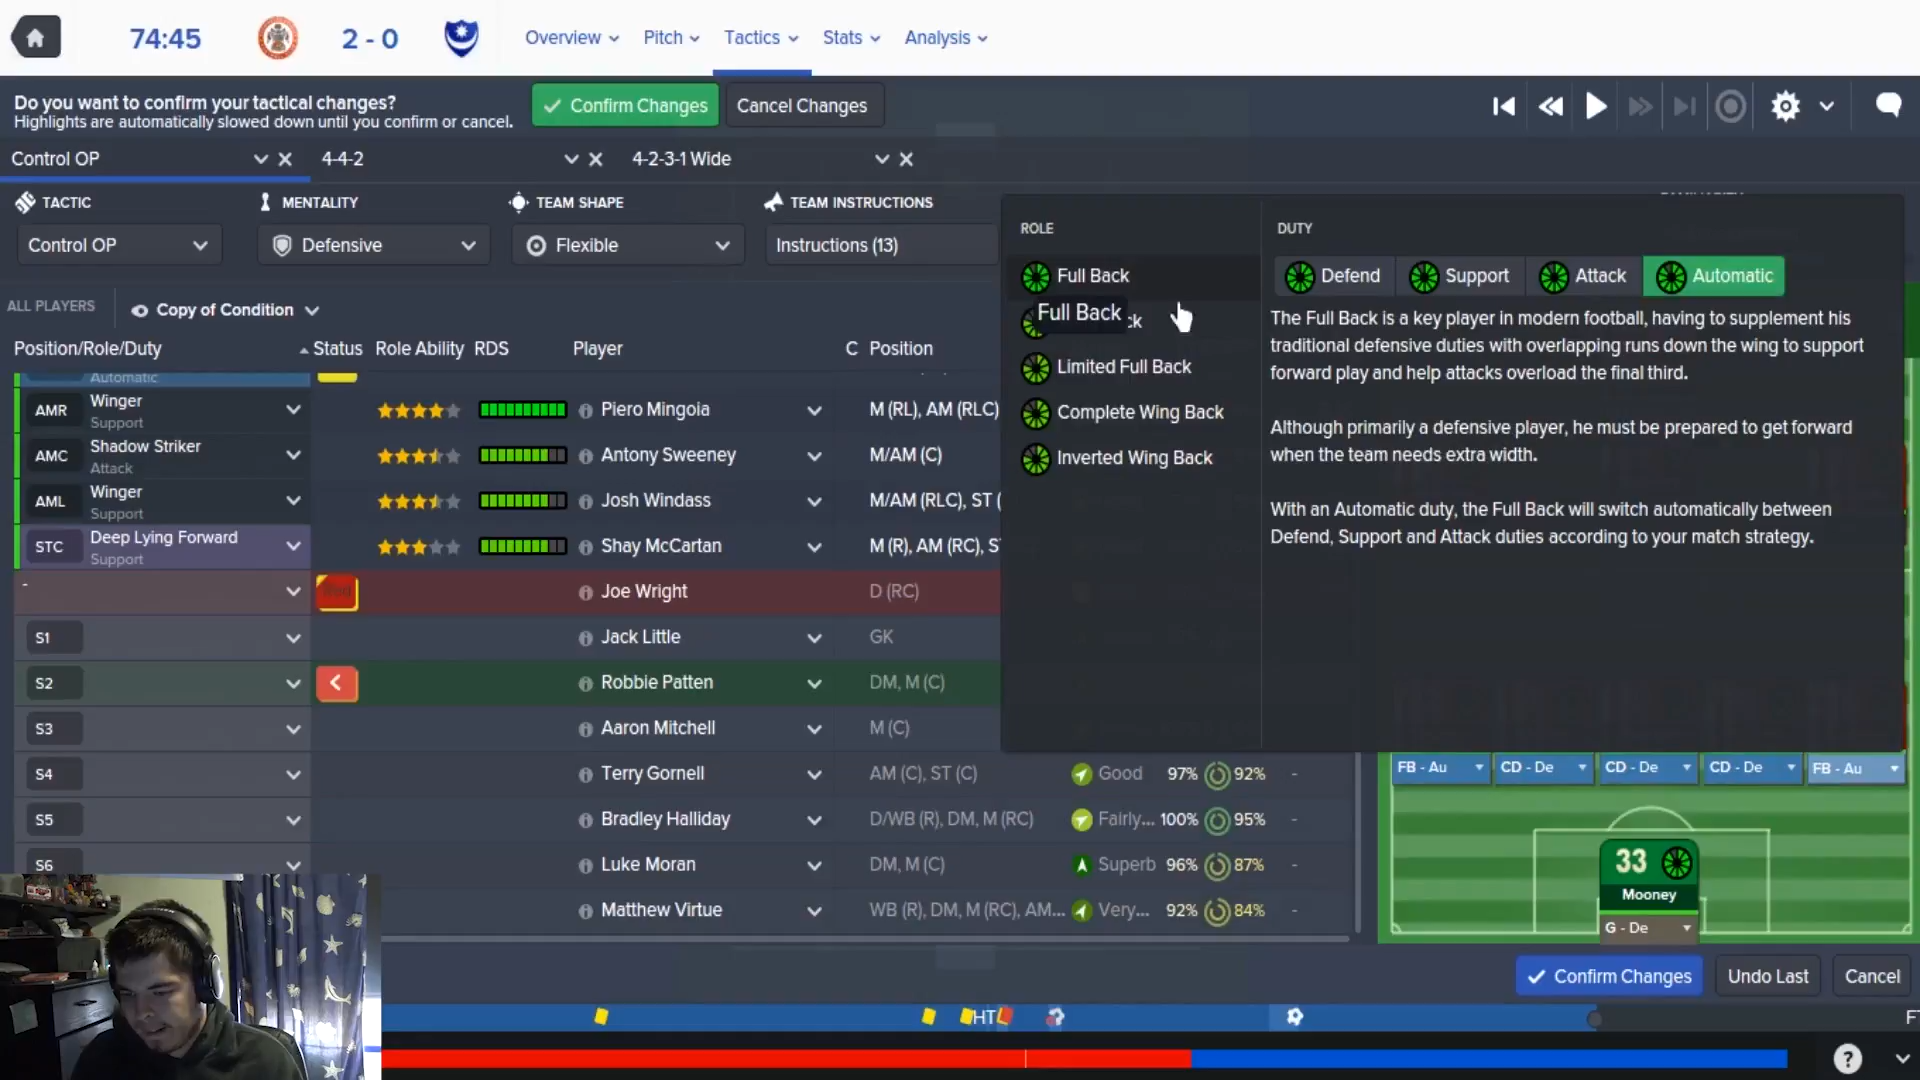 74:45
2 - 0
Overview
Pitch
Tactics
Stats
Analysis
Do you want to confirm your tactical changes?
Highlights are automatically slowed down until you confirm or cancel.
Confirm Changes
Cancel Changes
Control OP
4-4-2
4-2-3-1 Wide
TACTIC
MENTALITY
TEAM SHAPE
TEAM INSTRUCTIONS
Control OP
Defensive
Flexible
Instructions (13)
ROLE
DUTY
Full Back
Full Back
ck
Limited Full Back
Complete Wing Back
Inverted Wing Back
Defend
Support
Attack
Automatic
The Full Back is a key player in modern football, having to supplement his
traditional defensive duties with overlapping runs down the wing to support
forward play and help attacks overload the final third.
Although primarily a defensive player, he must be prepared to get forward
when the team needs extra width.
With an Automatic duty, the Full Back will switch automatically between
Defend, Support and Attack duties according to your match strategy.
ALL PLAYERS
Copy of Condition
Position/Role/Duty
Status
Role Ability
RDS
Player
C
Position
Automatic
AMR Winger Support Piero Mingoia M (RL), AM (RLC)
AMC Shadow Striker Attack Antony Sweeney M/AM (C)
AML Winger Support Josh Windass M/AM (RLC), ST (
STC Deep Lying Forward Support Shay McCartan M (R), AM (RC), S
- Joe Wright D (RC)
S1 Jack Little GK
S2 Robbie Patten DM, M (C)
S3 Aaron Mitchell M (C)
S4 Terry Gornell AM (C), ST (C) Good 97% 92% -
S5 Bradley Halliday D/WB (R), DM, M (RC) Fairly... 100% 95% -
S6 Luke Moran DM, M (C) Superb 96% 87% -
Matthew Virtue WB (R), DM, M (RC), AM... Very... 92% 84% -
FB - Au
CD - De
CD - De
CD - De
FB - Au
33
Mooney
G - De
Confirm Changes
Undo Last
Cancel
HT
F
?